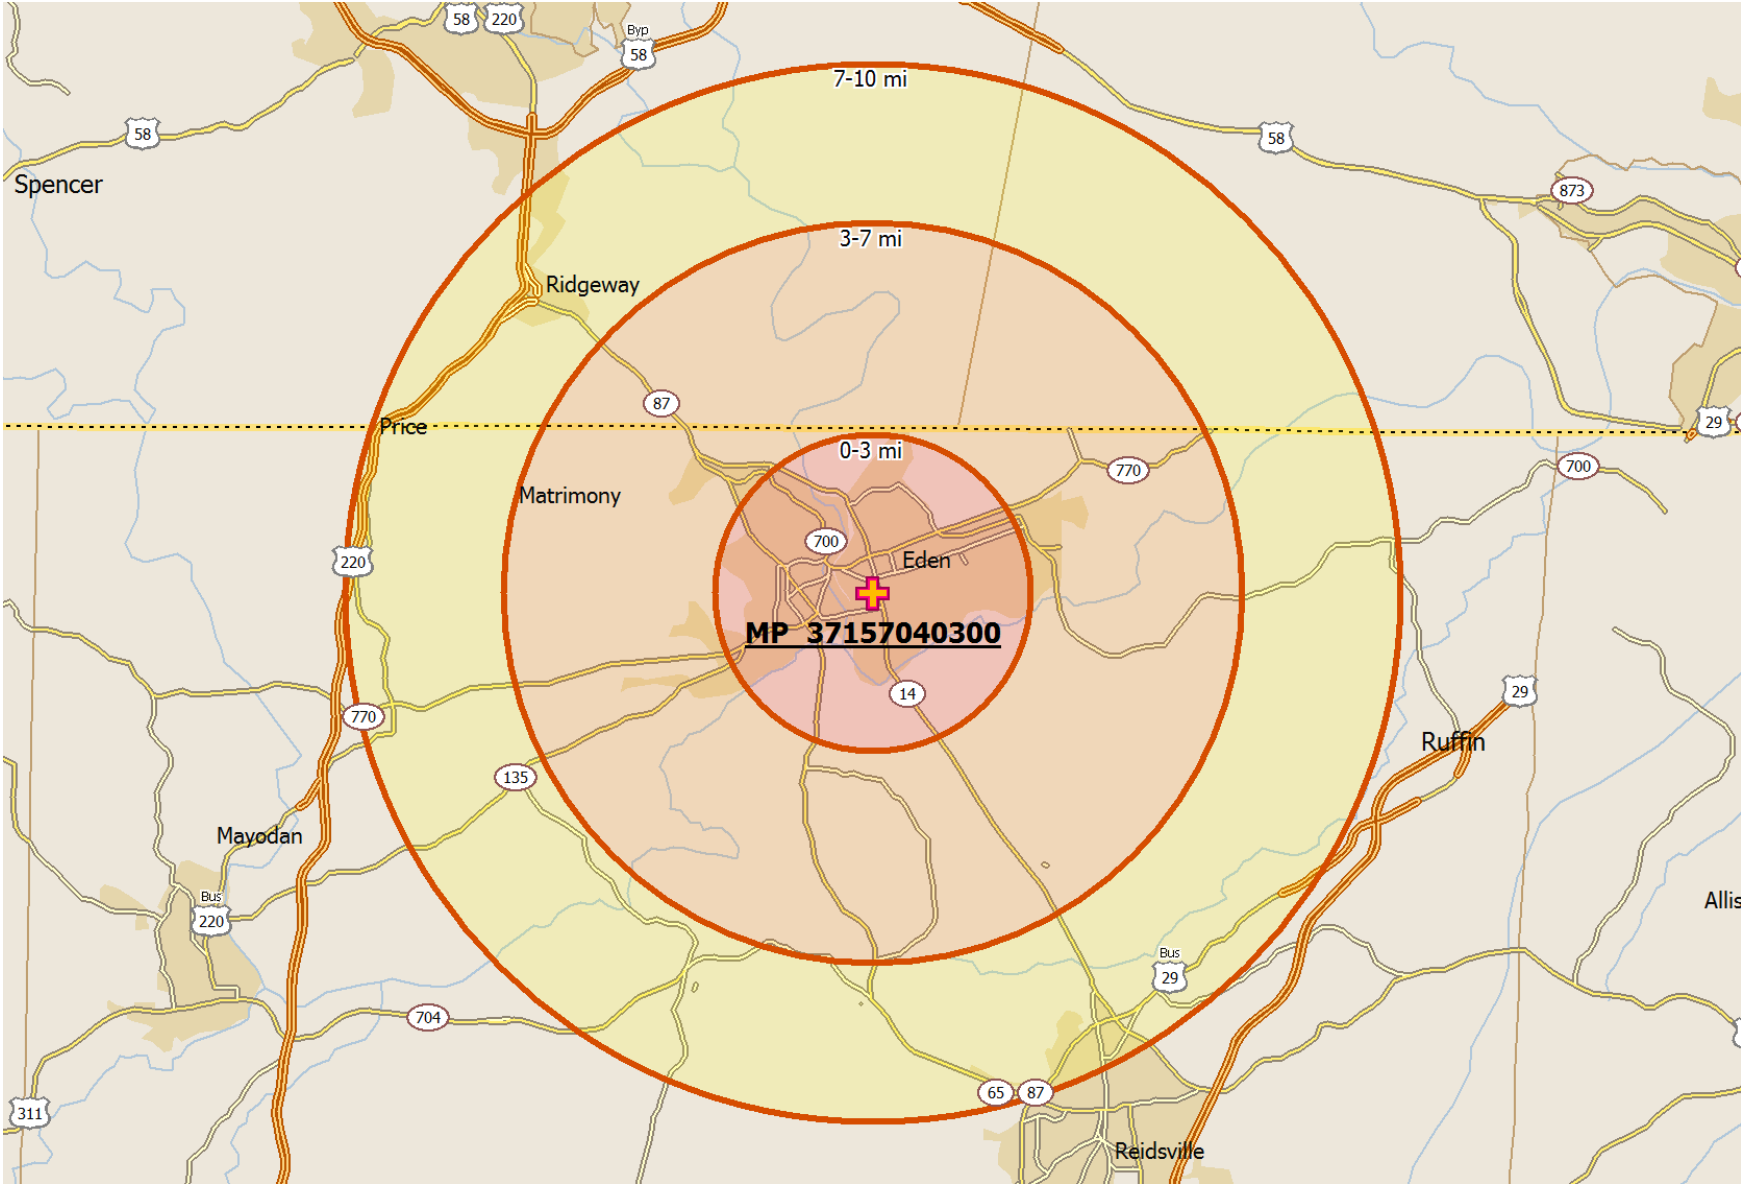 58
220
Byp
58
7-10 mi
58
58
Spencer
873
3-7 mi
Ridgeway
87
29
Price
0-3 mi
770
700
Matrimony
700
220
Eden
MP 37157040300
29
14
770
Ruffin
135
Mayodan
Bus
220
Allis
Bus
29
704
65
87
311
Reidsville